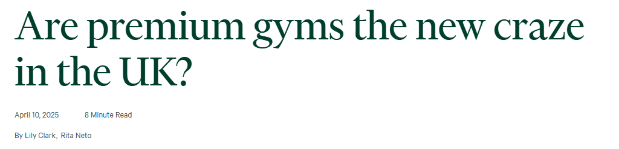 Are premium gyms the new craze
in the UK?
April 10, 2025 8 Minute Read
By Lily Clark, Rita Neto